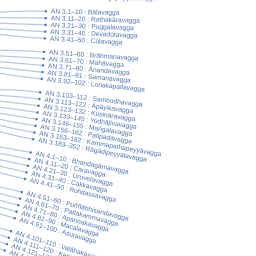 AN 3.1–10 : Bālavagga
AN 3.11–20 : Rathakāravagga
AN 3.21–30 : Puggalavagga
AN 3.31–40 : Devadūtavagga
AN 3.41–50 : Cūḷavagga
AN 3.51–60 : Brāhmaṇavagga
AN 3.61–70 : Mahāvagga
AN 3.71–80 : Ānandavagga
AN 3.81–91 : Samaṇavagga
AN 3.92–102 : Loṇakapallavagga
AN 3.103–112 : Sambodhavagga
AN 3.113–122 : Āpāyikavagga
AN 3.123–132 : Kusināravagga
AN 3.133–145 : Yodhājīvavagga
AN 3.146–155 : Maṅgalavagga
AN 3.156–162 : Paṭipadāvagga
AN 3.163–182 : Kammapathapeyyālavagga
AN 3.183–352 : Rāgādipeyyālavagga
AN 4.1–10 : Bhaṇḍagāmavagga
AN 4.11–20 : Caravagga
AN 4.21–30 : Uruvelavagga
AN 4.31–40 : Cakkavagga
AN 4.41–50 : Rohitassavagga
AN 4.51–60 : Puññābhisandavagga
AN 4.61–70 : Pattakammavagga
AN 4.71–80 : Apaṇṇakavagga
AN 4.81–90 : Macalavagga
AN 4.91–100 : Asuravagga
AN 4.101–110 :
AN 4.111–120 :